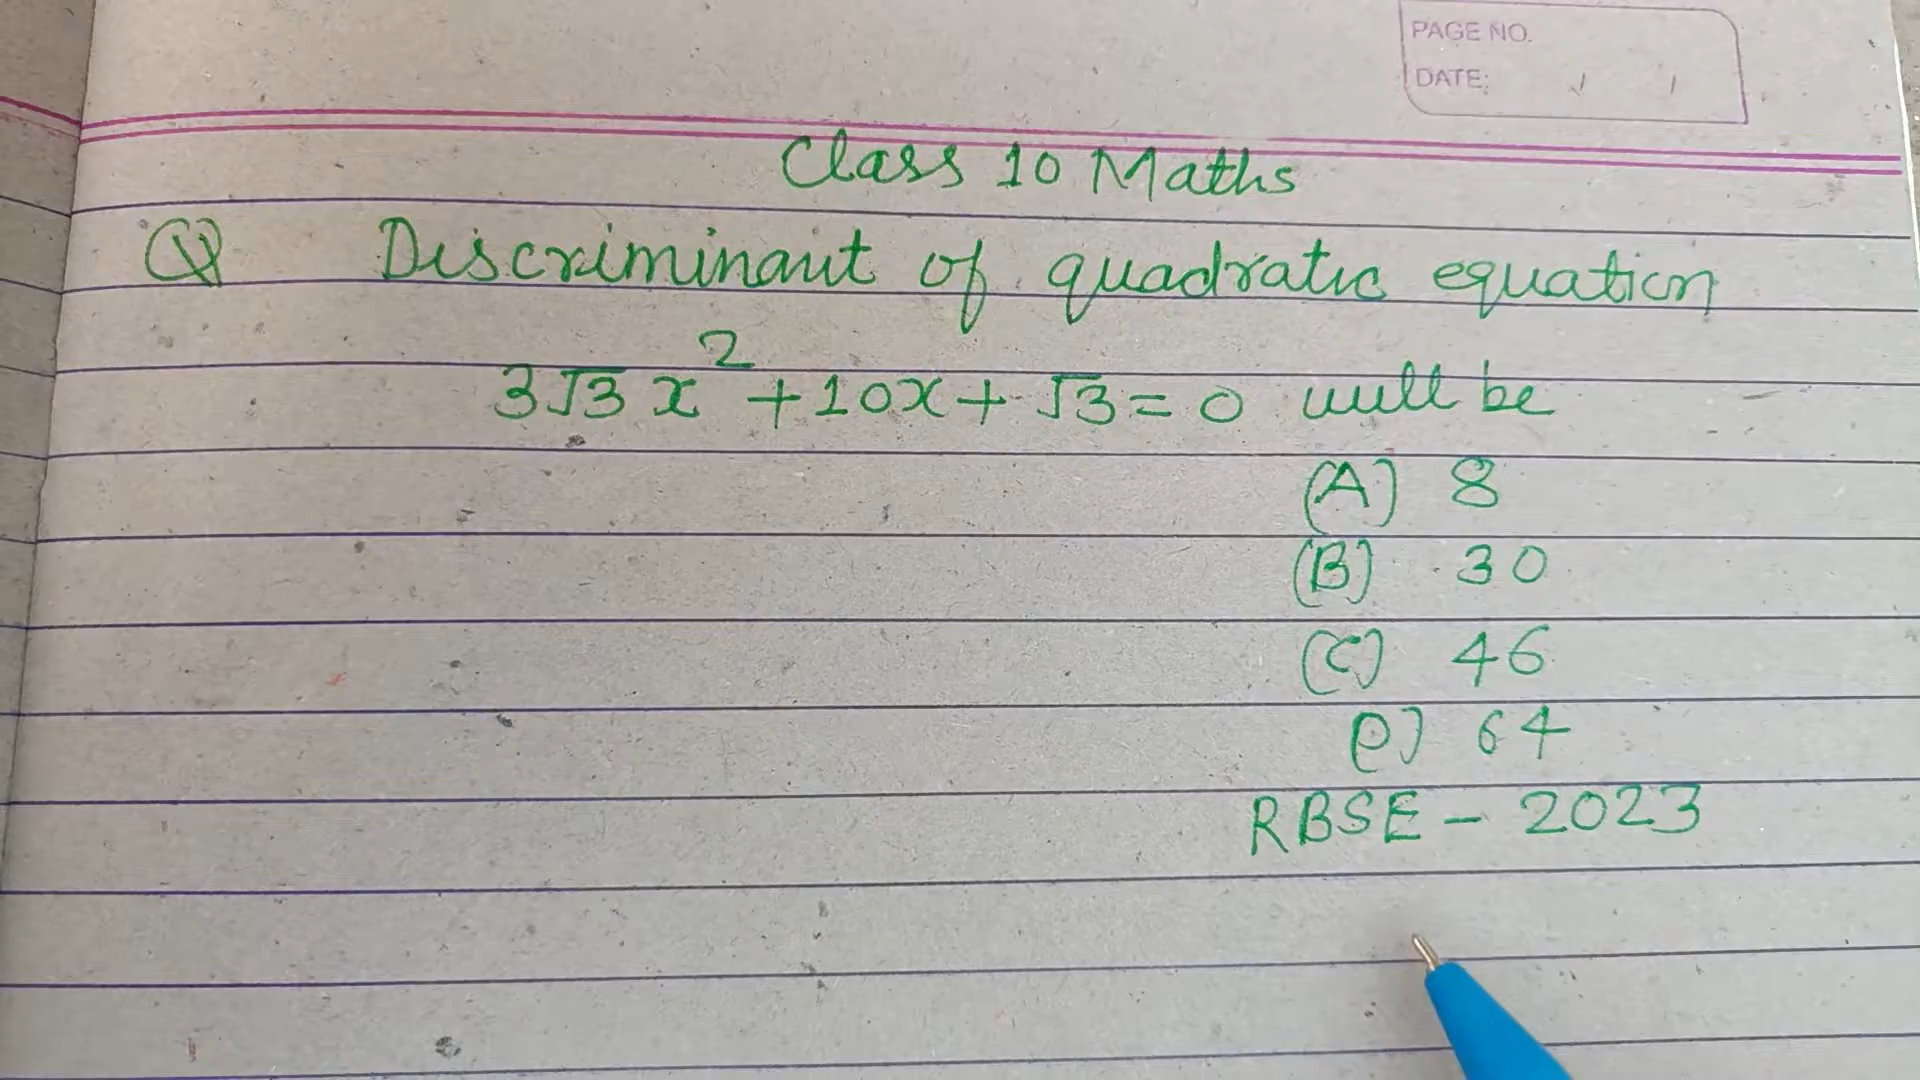 PAGE NO.
DATE: / /
Class 10 Maths
Q Discriminant of quadratic equation
3√3 x² + 10x + √3 = 0 will be
(A) 8
(B) 30
(C) 46
D) 64
RBSE - 2023